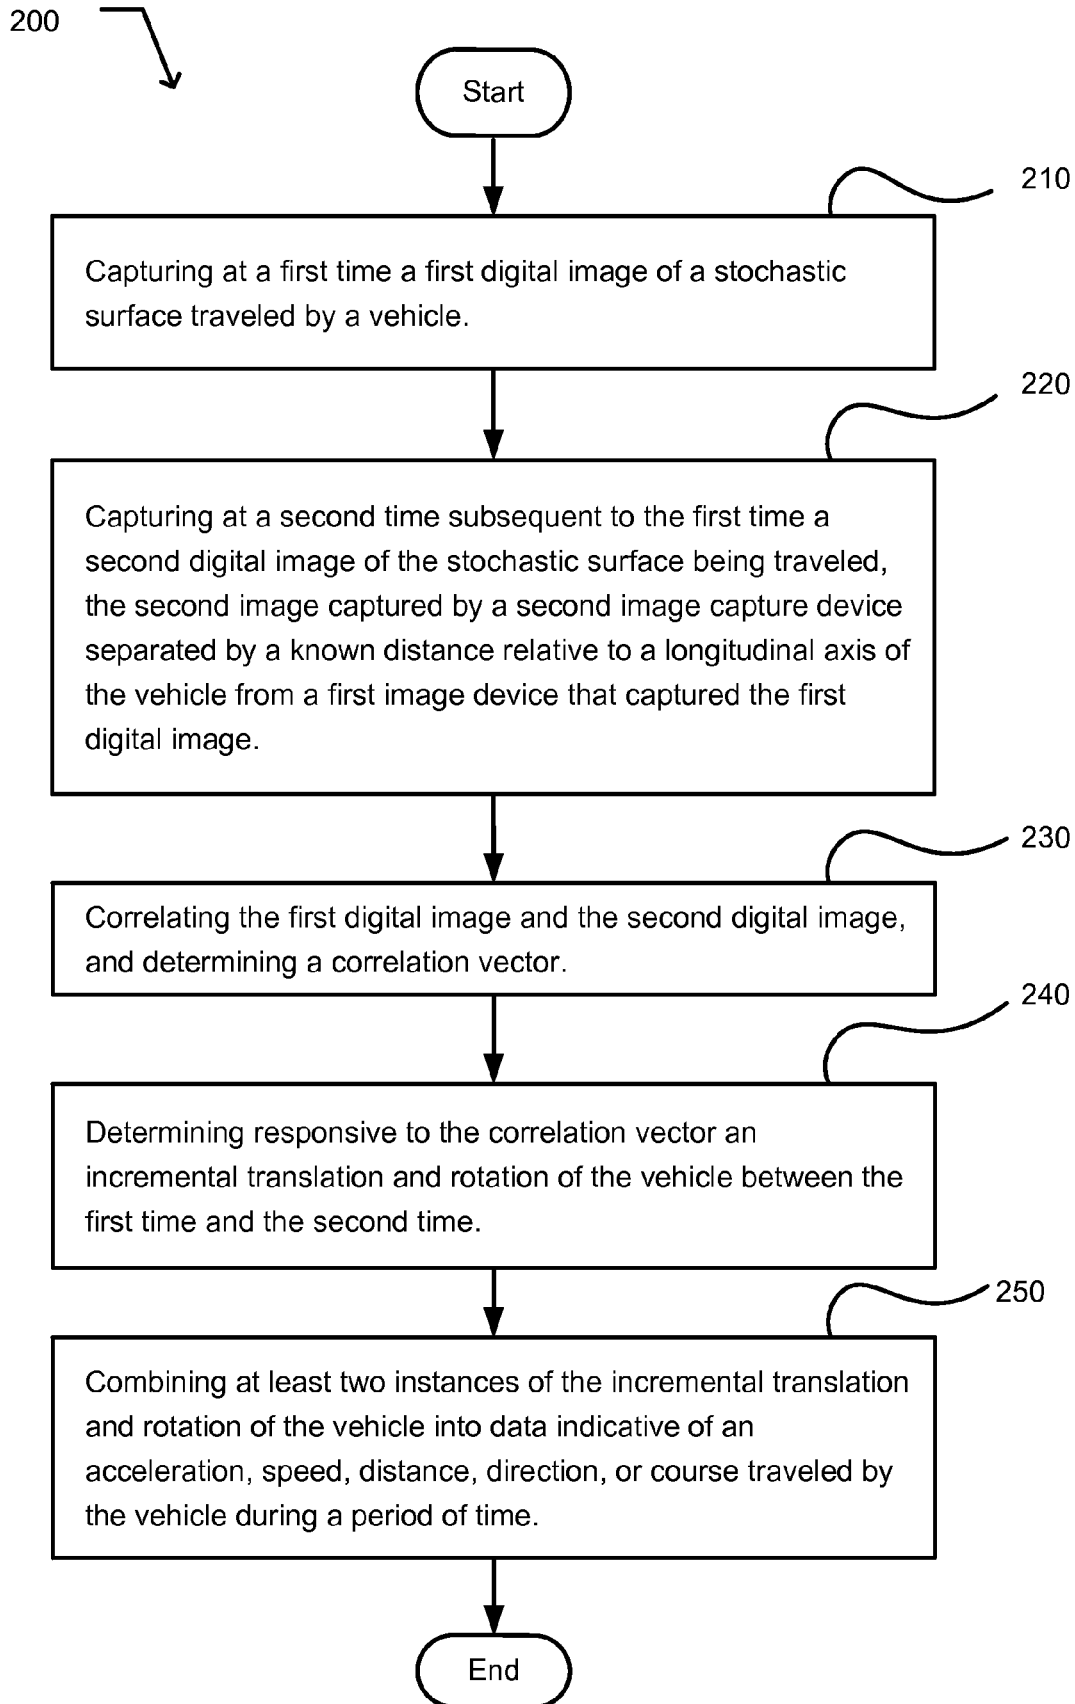 200
Start
210
Capturing at a first time a first digital image of a stochastic
surface traveled by a vehicle.
220
Capturing at a second time subsequent to the first time a
second digital image of the stochastic surface being traveled,
the second image captured by a second image capture device
separated by a known distance relative to a longitudinal axis of
the vehicle from a first image device that captured the first
digital image.
230
Correlating the first digital image and the second digital image,
and determining a correlation vector.
240
Determining responsive to the correlation vector an
incremental translation and rotation of the vehicle between the
first time and the second time.
250
Combining at least two instances of the incremental translation
and rotation of the vehicle into data indicative of an
acceleration, speed, distance, direction, or course traveled by
the vehicle during a period of time.
End